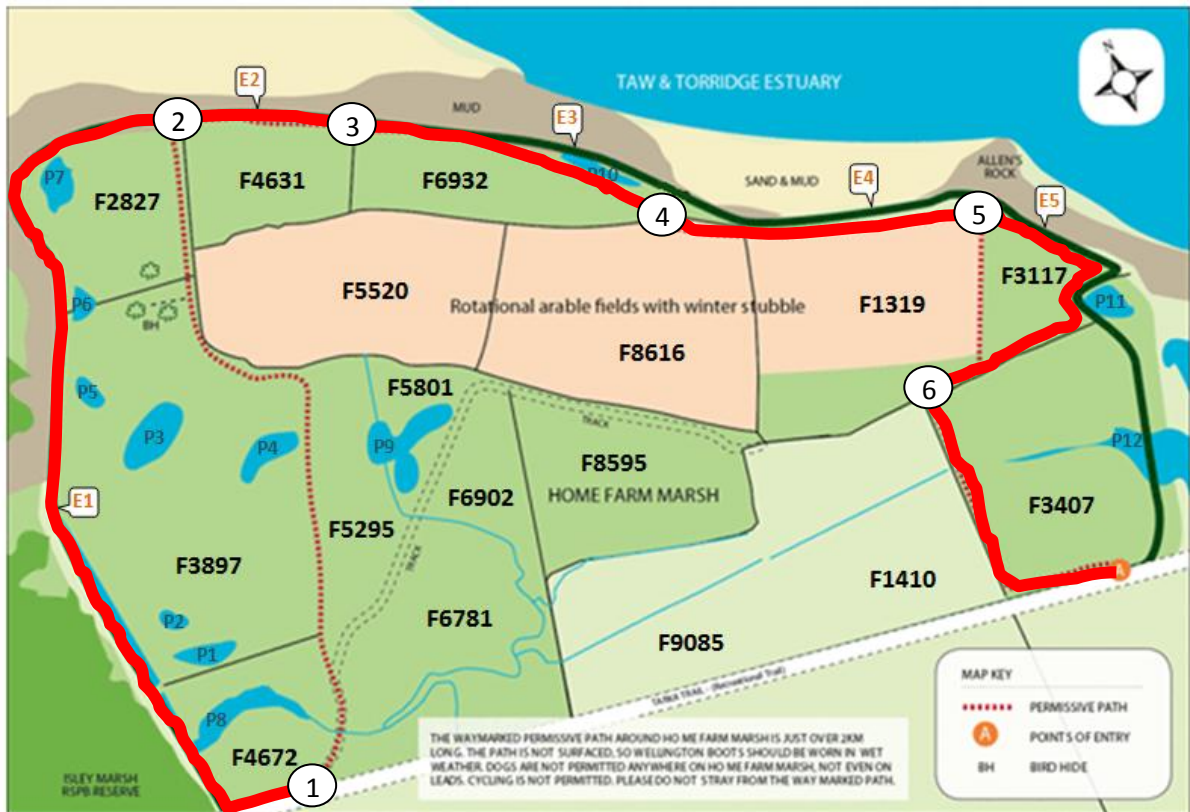 N
TAW & TORRIDGE ESTUARY
E2
2
3
MUD
E3
P10
SAND & MUD
E4
ALLEN'S
ROCK
E5
P7
F2827
F4631
F6932
4
5
F3117
P11
P6
BH
F5520
Rotational arable fields with winter stubble
F1319
F8616
6
P5
P3
P4
F5801
P9
TRACK
P12
E1
F8595
HOME FARM MARSH
F6902
F3407
F5295
TRACK
F3897
F1410
A
P2
P1
F6781
F9085
TARKA TRAIL - (Recreational Trail)
P8
F4672
1
ISLEY MARSH
RSPB RESERVE
THE WAYMARKED PERMISSIVE PATH AROUND HO ME FARM MARSH IS JUST OVER 2KM
LONG. THE PATH IS NOT SURFACED, SO WELLINGTON BOOTS SHOULD BE WORN IN WET
WEATHER. DOGS ARE NOT PERMITTED ANYWHERE ON HO ME FARM MARSH, NOT EVEN ON
LEADS. CYCLING IS NOT PERMITTED. PLEASE DO NOT STRAY FROM THE WAY MARKED PATH.
MAP KEY
PERMISSIVE PATH
A POINTS OF ENTRY
BH BIRD HIDE